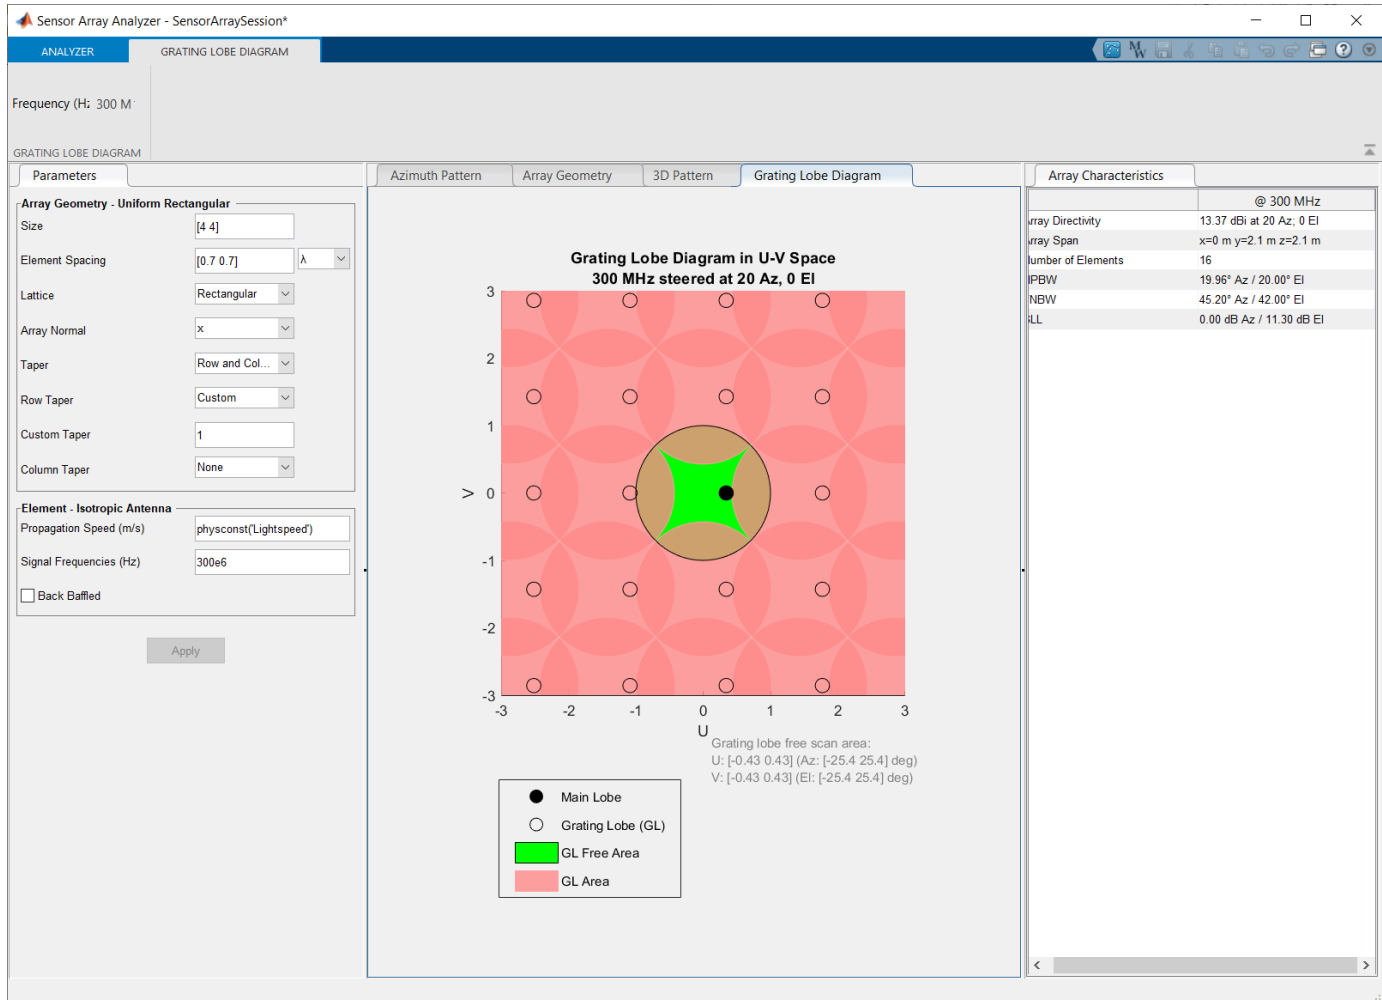 Sensor Array Analyzer - SensorArraySession*
ANALYZER
GRATING LOBE DIAGRAM
Frequency (Hz 300 M
GRATING LOBE DIAGRAM
Parameters
Array Geometry - Uniform Rectangular
Size [4 4]
Element Spacing [0.7 0.7] λ
Lattice Rectangular
Array Normal x
Taper Row and Col...
Row Taper Custom
Custom Taper 1
Column Taper None
Element - Isotropic Antenna
Propagation Speed (m/s) physconst('Lightspeed')
Signal Frequencies (Hz) 300e6
Back Baffled
Apply
Azimuth Pattern
Array Geometry
3D Pattern
Grating Lobe Diagram
Grating Lobe Diagram in U-V Space
300 MHz steered at 20 Az, 0 El
3
2
1
0
-1
-2
-3
V
-3 -2 -1 0 1 2 3
U
Grating lobe free scan area:
U: [-0.43 0.43] (Az: [-25.4 25.4] deg)
V: [-0.43 0.43] (El: [-25.4 25.4] deg)
Main Lobe
Grating Lobe (GL)
GL Free Area
GL Area
Array Characteristics
@ 300 MHz
rray Directivity 13.37 dBi at 20 Az; 0 El
rray Span x=0 m y=2.1 m z=2.1 m
umber of Elements 16
PBW 19.96° Az / 20.00° El
NBW 45.20° Az / 42.00° El
LL 0.00 dB Az / 11.30 dB El